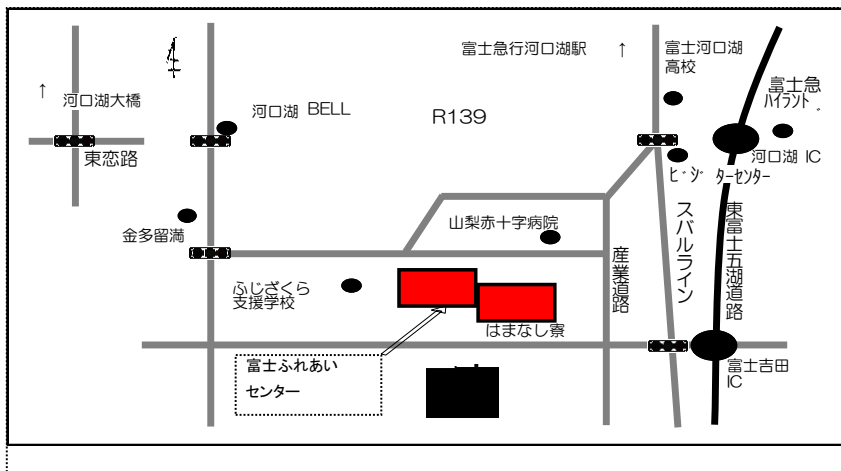 富士急行河口湖駅 ↑
富士河口湖
高校
富士急
ﾊｲﾗﾝﾄﾞ
↑
河口湖大橋
河口湖 BELL
R139
東恋路
河口湖 IC
ﾋﾞｼﾞターセンター
金多留満
山梨赤十字病院
産業道路
スバルライン
東富士五湖道路
ふじざくら
支援学校
はまなし寮
富士ふれあい
センター
富士吉田
IC